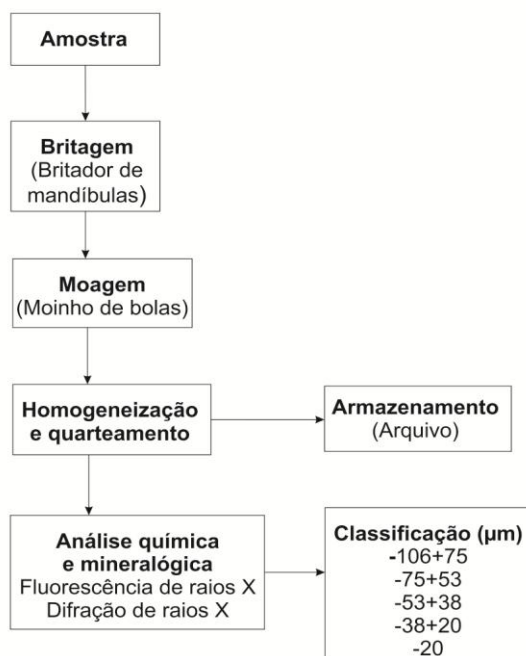 Amostra
Britagem
(Britador de
mandíbulas)
Moagem
(Moinho de bolas)
Homogeneização
e quarteamento
Armazenamento
(Arquivo)
Análise química
e mineralógica
Fluorescência de raios X
Difração de raios X
Classificação (µm)
-106+75
-75+53
-53+38
-38+20
-20